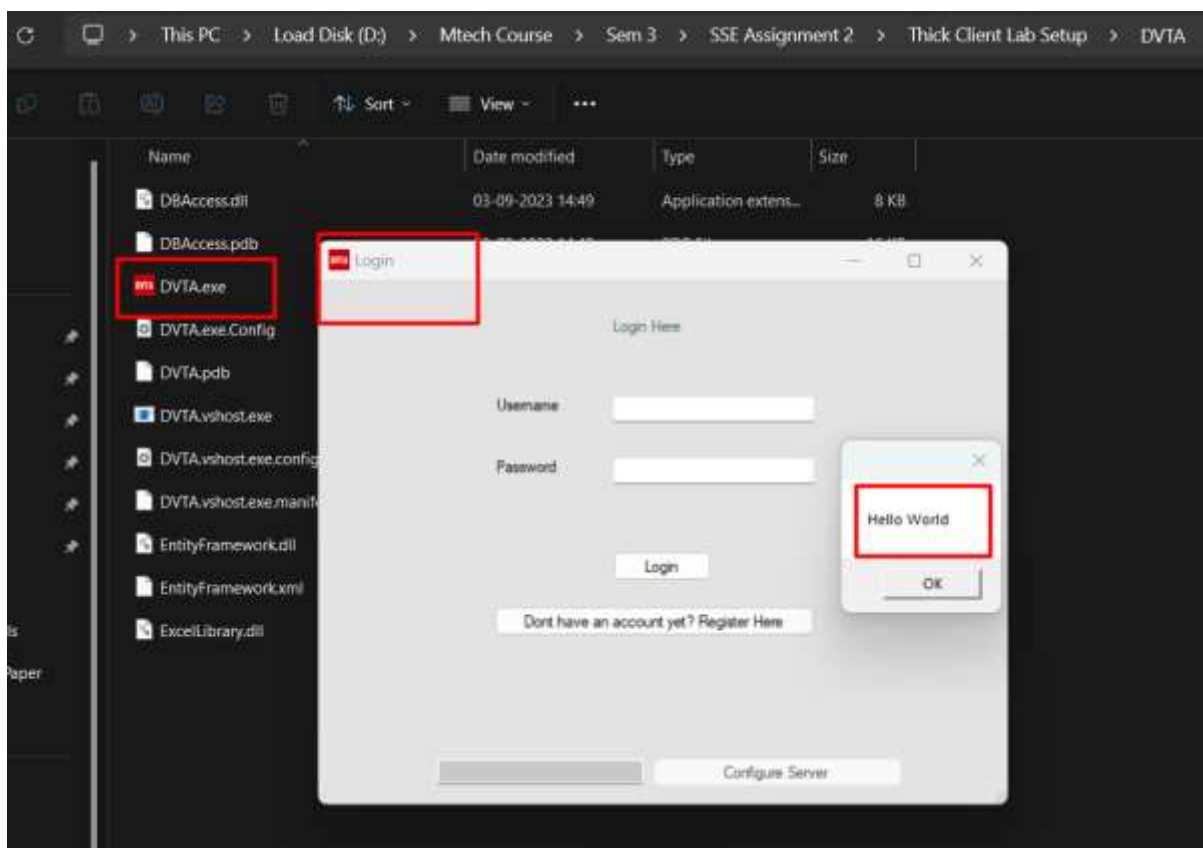 This PC > Load Disk (D:) > Mtech Course > Sem 3 > SSE Assignment 2 > Thick Client Lab Setup > DVTA
Sort View ...
Name Date modified Type Size
DBAccess.dll 03-09-2023 14:49 Application extens... 8 KB
DBAccess.pdb
DVTA.exe
DVTA.exe.Config
DVTA.pdb
DVTA.vshost.exe
DVTA.vshost.exe.config
DVTA.vshost.exe.manif
EntityFramework.dll
EntityFramework.xml
ExcelLibrary.dll
ls
Paper
DVTA Login
Login Here
Username
Password
Login
Dont have an account yet? Register Here
Configure Server
Hello World
OK